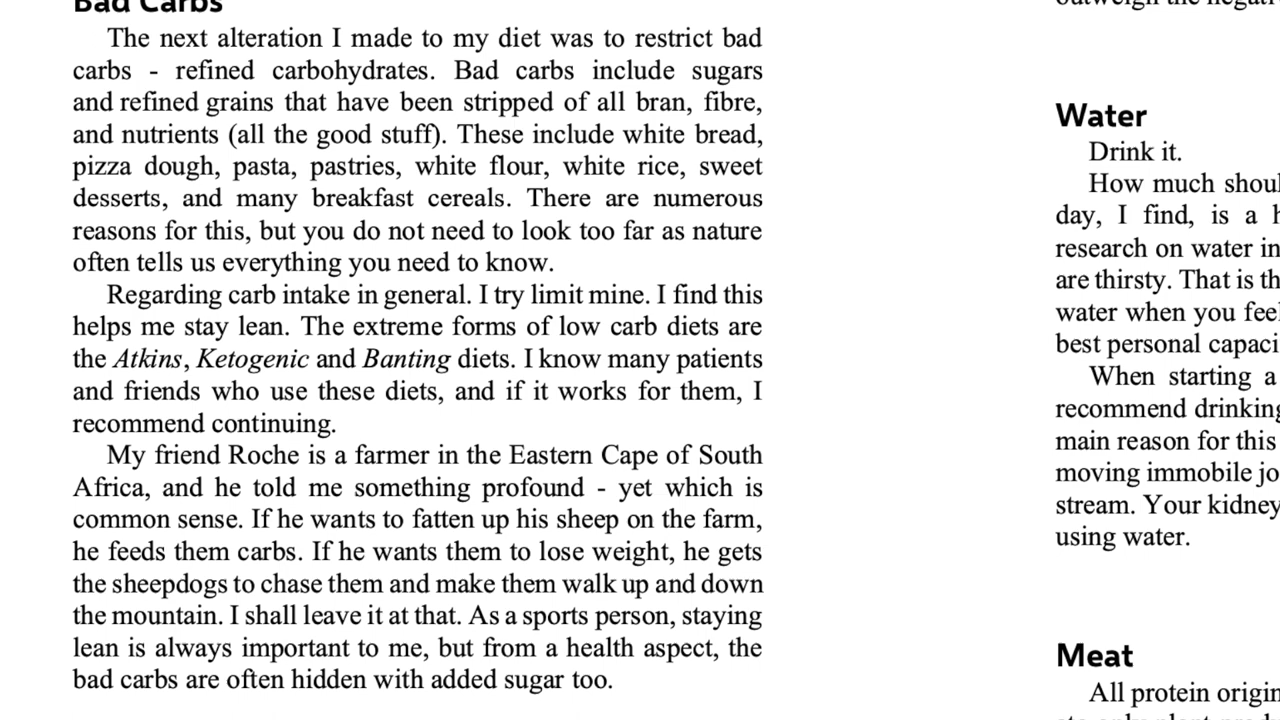 Bad Carbs
The next alteration I made to my diet was to restrict bad
carbs - refined carbohydrates. Bad carbs include sugars
and refined grains that have been stripped of all bran, fibre,
and nutrients (all the good stuff). These include white bread,
pizza dough, pasta, pastries, white flour, white rice, sweet
desserts, and many breakfast cereals. There are numerous
reasons for this, but you do not need to look too far as nature
often tells us everything you need to know.
Regarding carb intake in general. I try limit mine. I find this
helps me stay lean. The extreme forms of low carb diets are
the Atkins, Ketogenic and Banting diets. I know many patients
and friends who use these diets, and if it works for them, I
recommend continuing.
My friend Roche is a farmer in the Eastern Cape of South
Africa, and he told me something profound - yet which is
common sense. If he wants to fatten up his sheep on the farm,
he feeds them carbs. If he wants them to lose weight, he gets
the sheepdogs to chase them and make them walk up and down
the mountain. I shall leave it at that. As a sports person, staying
lean is always important to me, but from a health aspect, the
bad carbs are often hidden with added sugar too.
outweigh the
Water
Drink it.
How much
day, I find, is a
research on water in
are thirsty. That is
water when you
best personal
When starting a
recommend
main reason for this
moving immobile
stream. Your
using water.
Meat
All protein